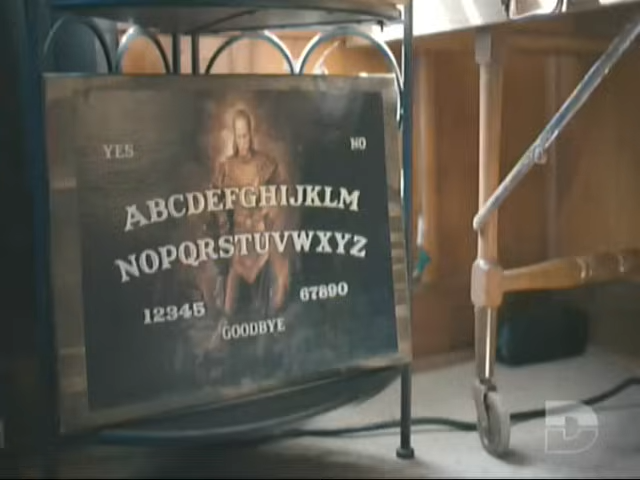 YES NO
ABCDEFGHIJKLM
NOPQRSTUVWXYZ
12345 67890
GOODBYE
D